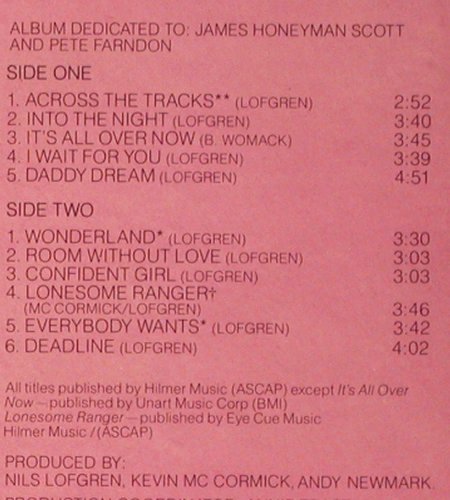 ALBUM DEDICATED TO: JAMES HONEYMAN SCOTT
AND PETE FARNDON
SIDE ONE
1. ACROSS THE TRACKS** (LOFGREN) 2:52
2. INTO THE NIGHT (LOFGREN) 3:40
3. IT'S ALL OVER NOW (B. WOMACK) 3:45
4. I WAIT FOR YOU (LOFGREN) 3:39
5. DADDY DREAM (LOFGREN) 4:51
SIDE TWO
1. WONDERLAND* (LOFGREN) 3:30
2. ROOM WITHOUT LOVE (LOFGREN) 3:03
3. CONFIDENT GIRL (LOFGREN) 3:03
4. LONESOME RANGER†
(MC CORMICK/LOFGREN) 3:46
5. EVERYBODY WANTS* (LOFGREN) 3:42
6. DEADLINE (LOFGREN) 4:02
All titles published by Hilmer Music (ASCAP) except It's All Over
Now—published by Unart Music Corp (BMI)
Lonesome Ranger—published by Eye Cue Music
Hilmer Music/(ASCAP)
PRODUCED BY:
NILS LOFGREN, KEVIN MC CORMICK, ANDY NEWMARK.